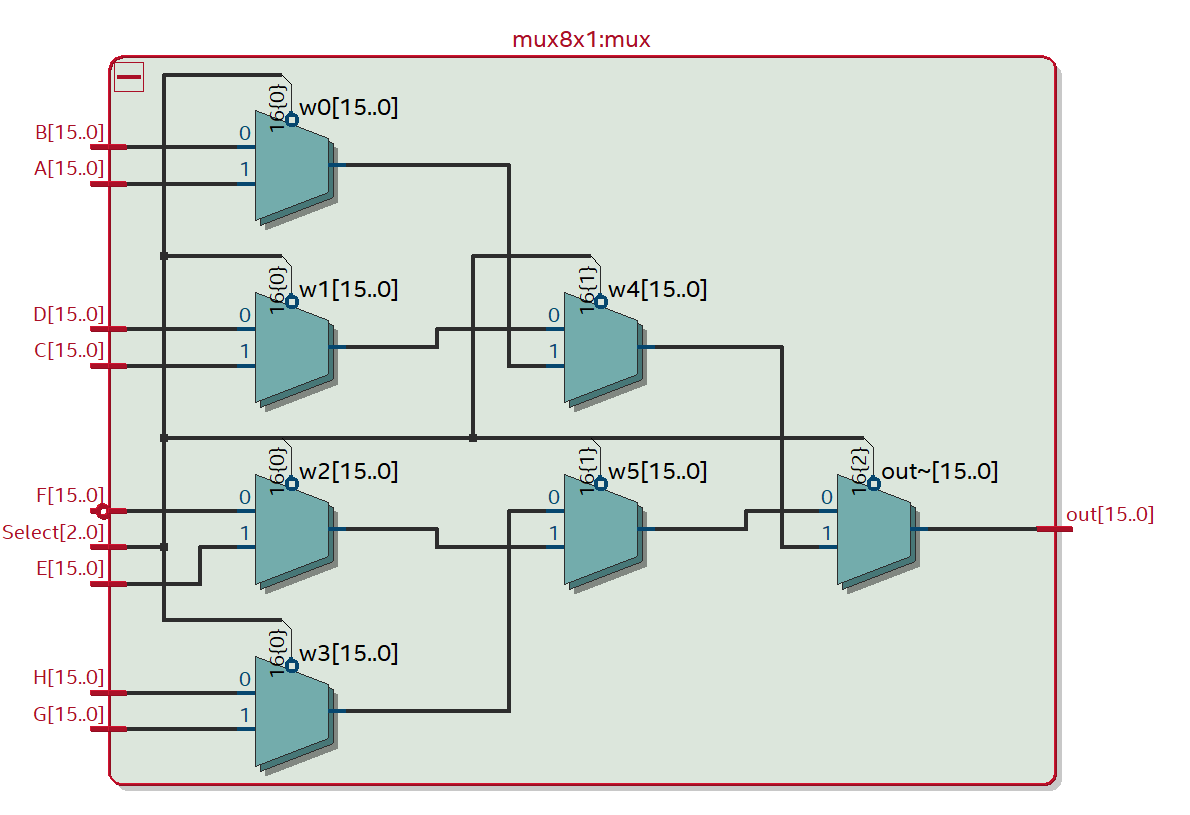 mux8x1:mux
16{0}
w0[15..0]
B[15..0]
0
A[15..0]
1
16{0}
w1[15..0]
16{1}
w4[15..0]
D[15..0]
0
0
C[15..0]
1
1
16{0}
w2[15..0]
16{1}
w5[15..0]
16{2}
out~[15..0]
F[15..0]
0
0
0
out[15..0]
Select[2..0]
1
1
1
E[15..0]
16{0}
w3[15..0]
H[15..0]
0
G[15..0]
1